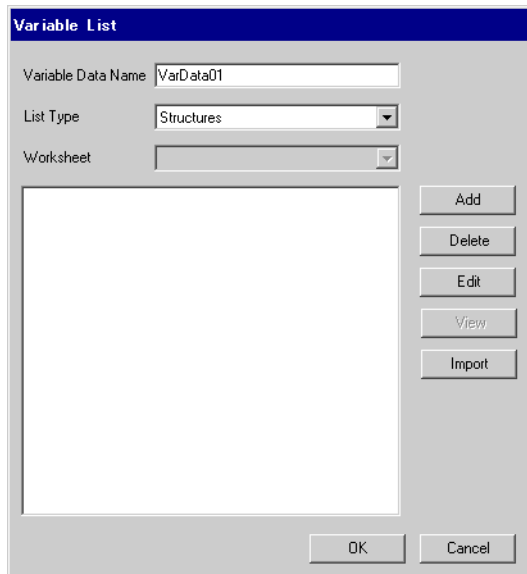 Variable List
Variable Data Name VarData01
List Type Structures
Worksheet
Add
Delete
Edit
View
Import
OK Cancel